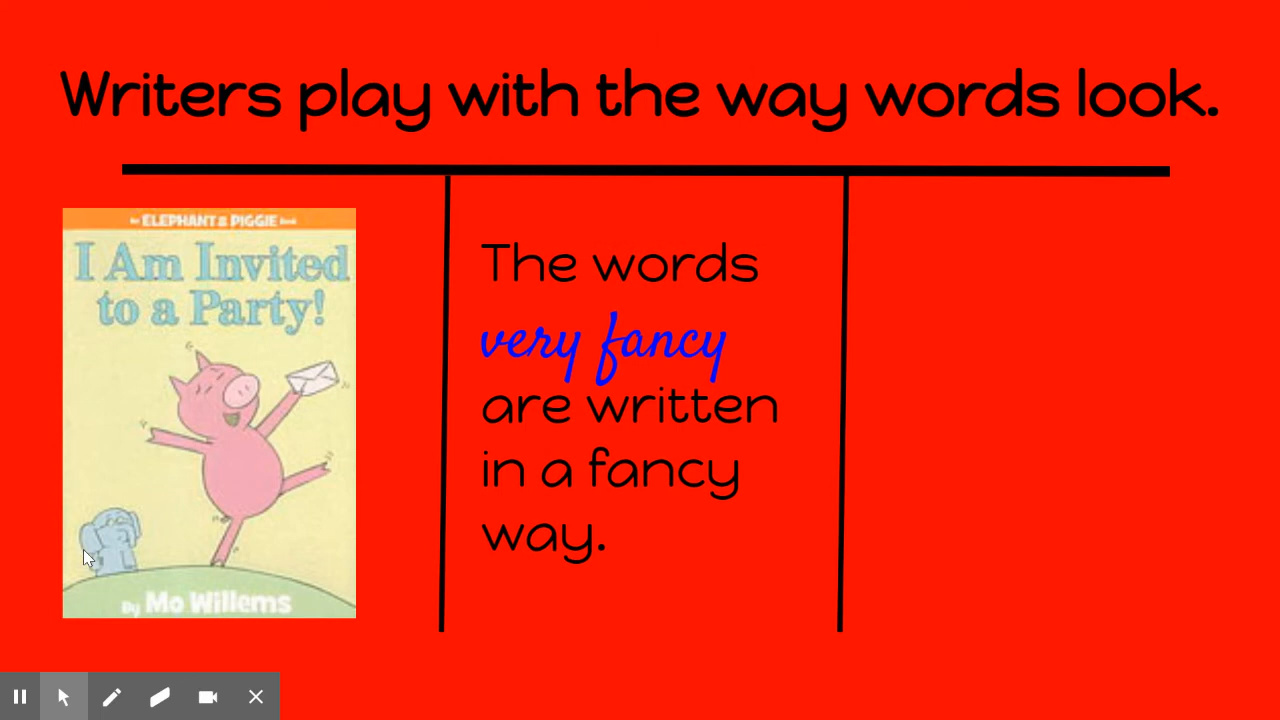 Writers play with the way words look.
An ELEPHANT & PIGGIE Book
I Am Invited
to a Party!
By Mo Willems
The words
very fancy
are written
in a fancy
way.